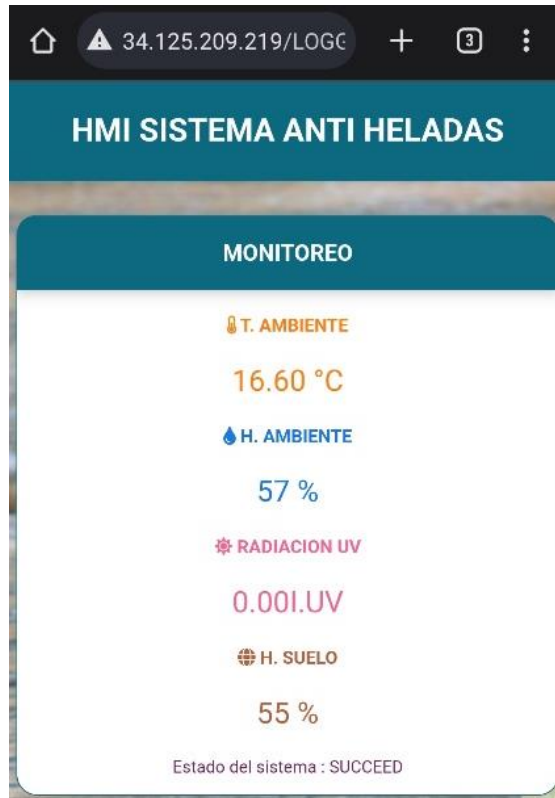 34.125.209.219/LOGG
3
HMI SISTEMA ANTI HELADAS
MONITOREO
T. AMBIENTE
16.60 °C
H. AMBIENTE
57 %
RADIACION UV
0.00I.UV
H. SUELO
55 %
Estado del sistema : SUCCEED